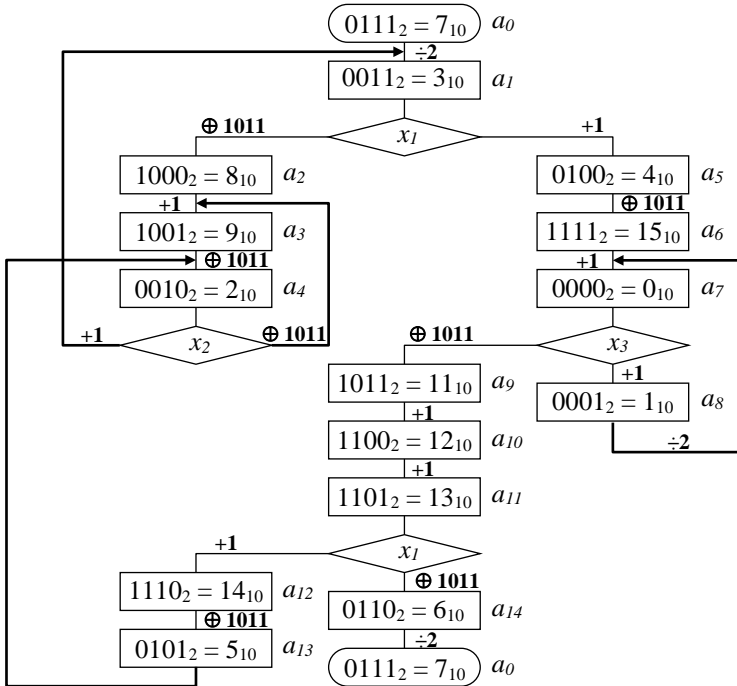 0111₂ = 7₁₀ a₀
÷2
0011₂ = 3₁₀ a₁
⊕ 1011 x₁ +1
1000₂ = 8₁₀ a₂
0100₂ = 4₁₀ a₅
+1
⊕ 1011
1001₂ = 9₁₀ a₃
1111₂ = 15₁₀ a₆
⊕ 1011
+1
0010₂ = 2₁₀ a₄
0000₂ = 0₁₀ a₇
+1 x₂ ⊕ 1011
⊕ 1011 x₃
+1
1011₂ = 11₁₀ a₉
0001₂ = 1₁₀ a₈
+1
÷2
1100₂ = 12₁₀ a₁₀
+1
1101₂ = 13₁₀ a₁₁
+1 x₁
⊕ 1011
1110₂ = 14₁₀ a₁₂
0110₂ = 6₁₀ a₁₄
⊕ 1011
÷2
0101₂ = 5₁₀ a₁₃
0111₂ = 7₁₀ a₀